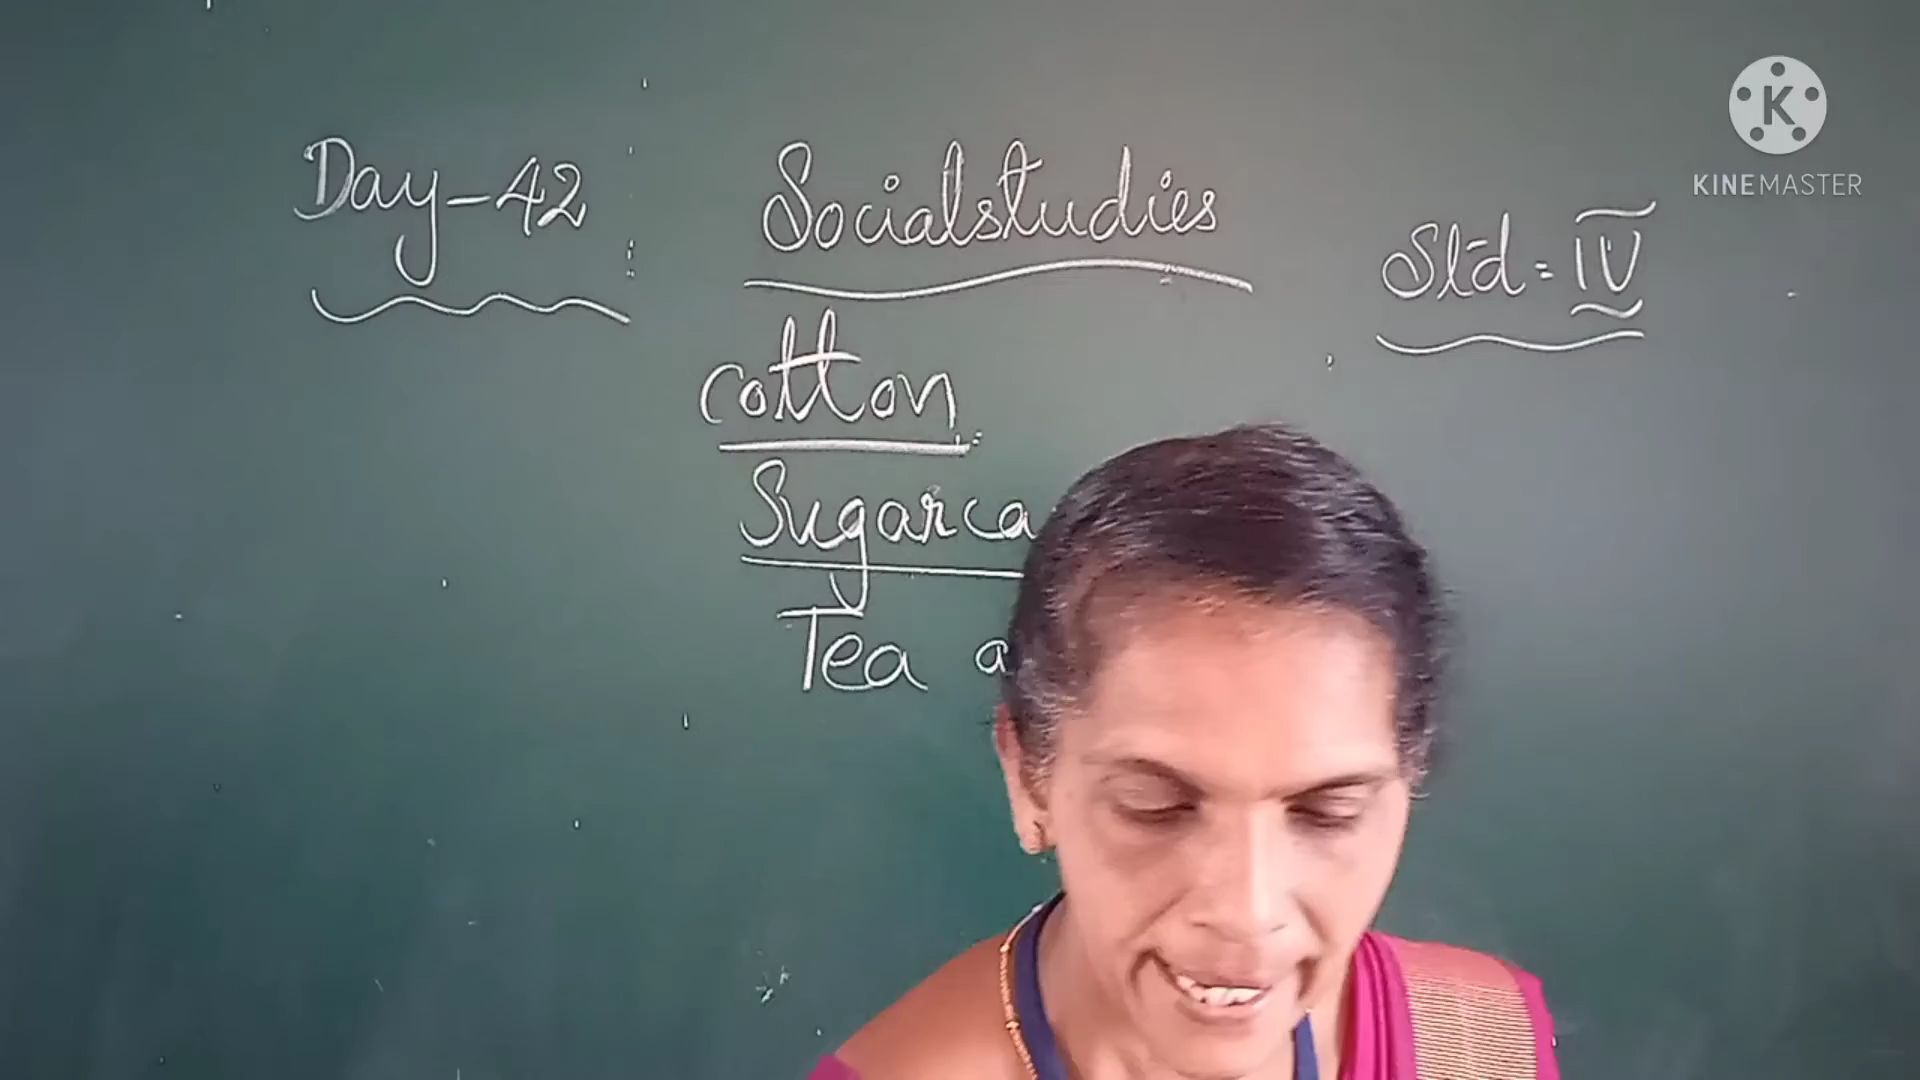 Day-42
Socialstudies
Std=IV
cotton
Sugarca
Tea a
K
KINEMASTER